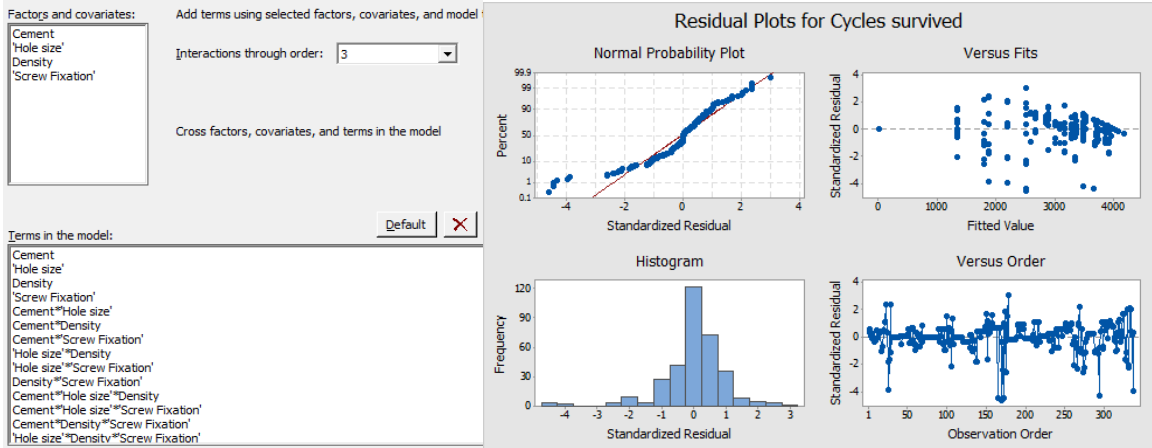 Factors and covariates:
Cement
'Hole size'
Density
'Screw Fixation'
Add terms using selected factors, covariates, and model
Interactions through order: 3
Cross factors, covariates, and terms in the model
Default
Terms in the model:
Cement
'Hole size'
Density
'Screw Fixation'
Cement*'Hole size'
Cement*Density
Cement*'Screw Fixation'
'Hole size'*Density
'Hole size'*'Screw Fixation'
Density*'Screw Fixation'
Cement*'Hole size'*Density
Cement*'Hole size'*'Screw Fixation'
Cement*Density*'Screw Fixation'
'Hole size'*Density*'Screw Fixation'
Residual Plots for Cycles survived
Normal Probability Plot
Percent
99.9
99
90
50
10
1
0.1
-4 -2 0 2 4
Standardized Residual
Versus Fits
Standardized Residual
4
2
0
-2
-4
0 1000 2000 3000 4000
Fitted Value
Histogram
Frequency
120
90
60
30
0
-4 -3 -2 -1 0 1 2 3
Standardized Residual
Versus Order
Standardized Residual
4
2
0
-2
-4
1 50 100 150 200 250 300
Observation Order